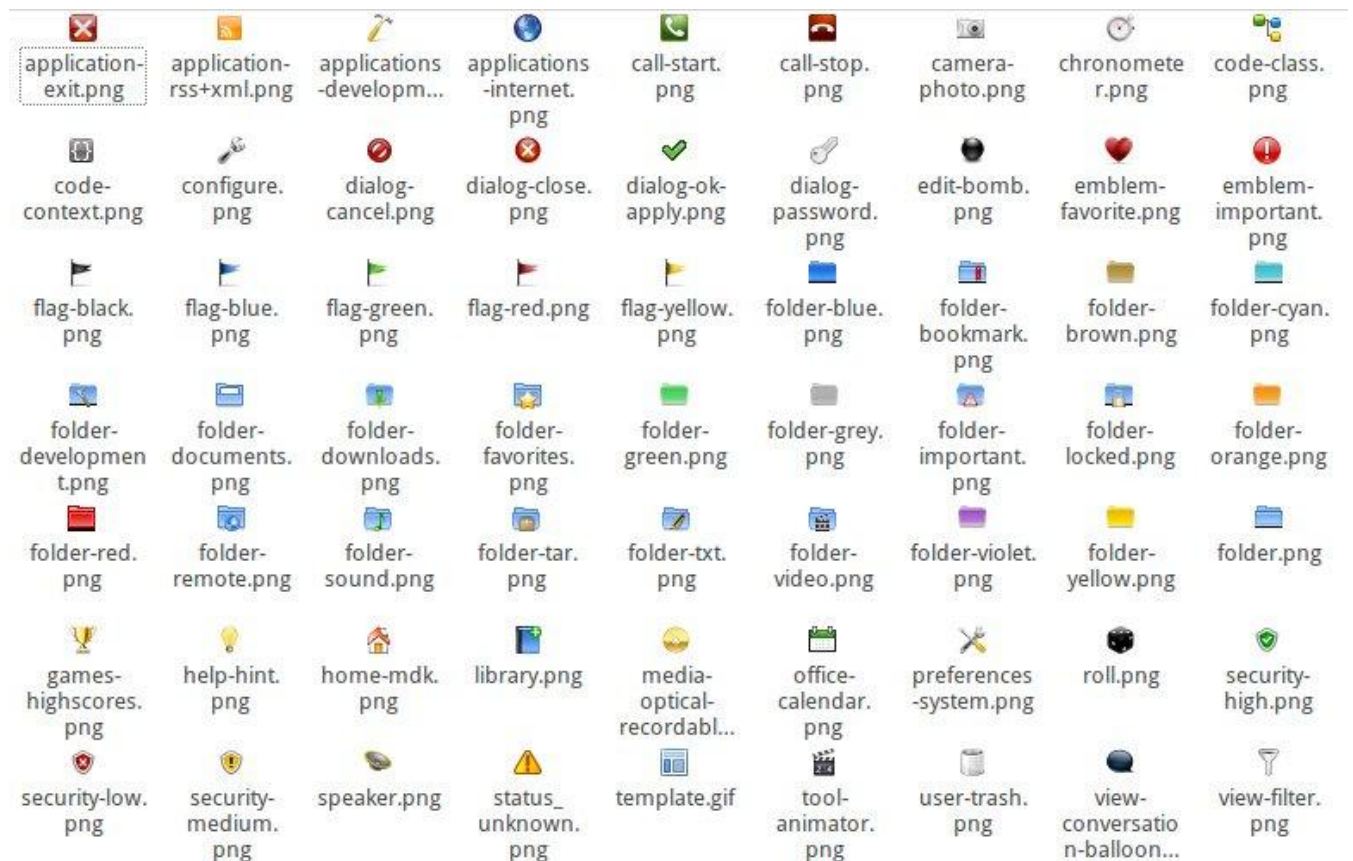 application-
exit.png
application-
rss+xml.png
applications
-developm...
applications
-internet.
png
call-start.
png
call-stop.
png
camera-
photo.png
chronomete
r.png
code-class.
png
code-
context.png
configure.
png
dialog-
cancel.png
dialog-close.
png
dialog-ok-
apply.png
dialog-
password.
png
edit-bomb.
png
emblem-
favorite.png
emblem-
important.
png
flag-black.
png
flag-blue.
png
flag-green.
png
flag-red.png
flag-yellow.
png
folder-blue.
png
folder-
bookmark.
png
folder-
brown.png
folder-cyan.
png
folder-
developmen
t.png
folder-
documents.
png
folder-
downloads.
png
folder-
favorites.
png
folder-
green.png
folder-grey.
png
folder-
important.
png
folder-
locked.png
folder-
orange.png
folder-red.
png
folder-
remote.png
folder-
sound.png
folder-tar.
png
folder-txt.
png
folder-
video.png
folder-violet.
png
folder-
yellow.png
folder.png
games-
highscores.
png
help-hint.
png
home-mdk.
png
library.png
media-
optical-
recordabl...
office-
calendar.
png
preferences
-system.png
roll.png
security-
high.png
security-low.
png
security-
medium.
png
speaker.png
status_
unknown.
png
template.gif
tool-
animator.
png
user-trash.
png
view-
conversatio
n-balloon...
view-filter.
png